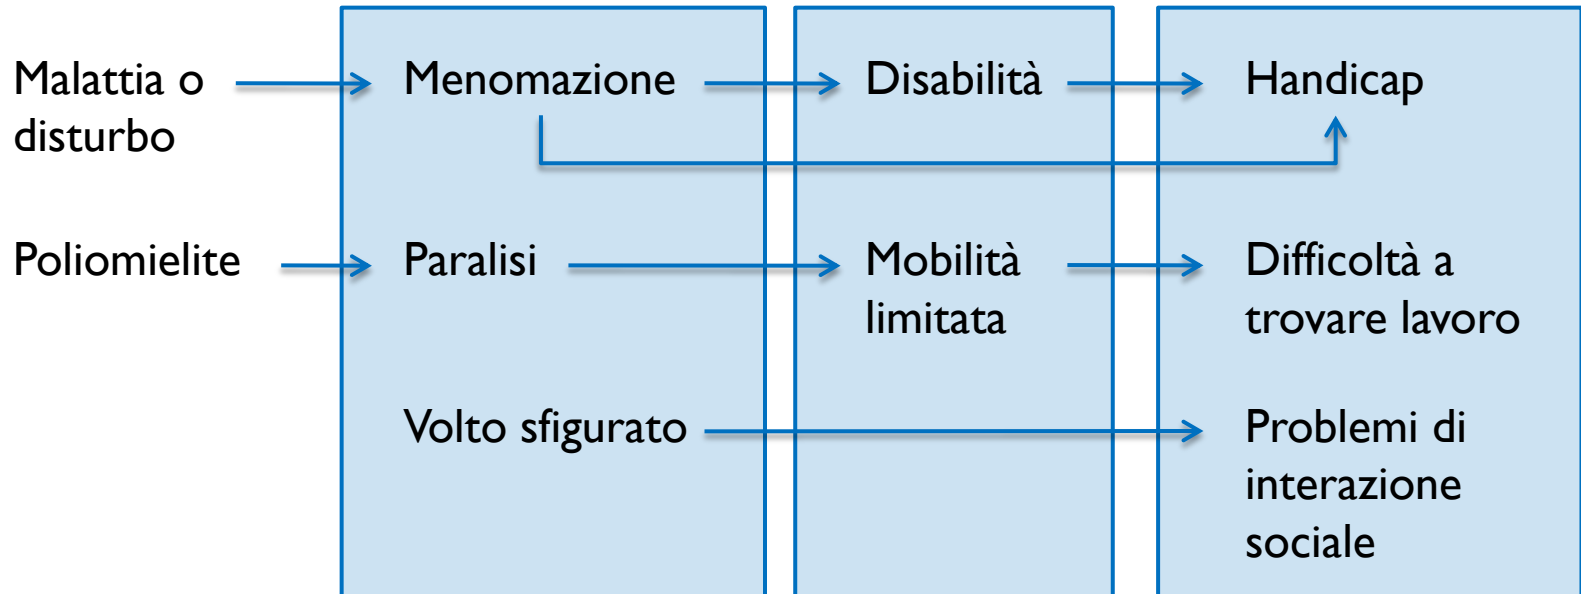 Malattia o
disturbo
Menomazione
Disabilità
Handicap
Poliomielite
Paralisi
Mobilità
limitata
Difficoltà a
trovare lavoro
Volto sfigurato
Problemi di
interazione
sociale